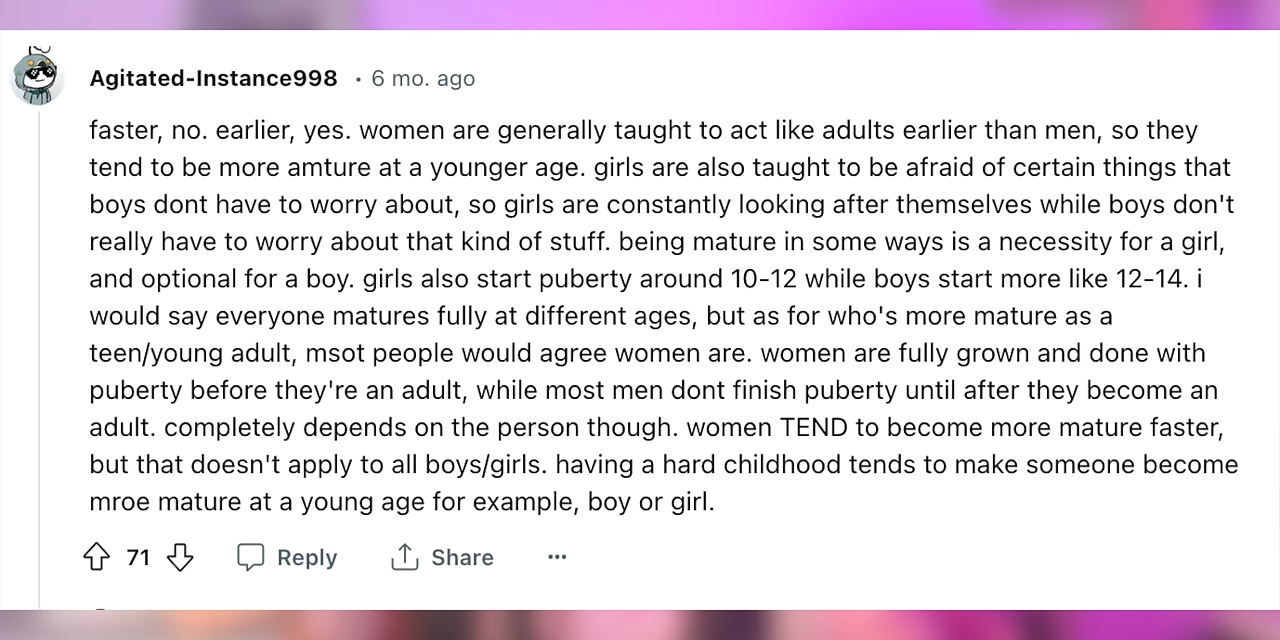 Agitated-Instance998 • 6 mo. ago
faster, no. earlier, yes. women are generally taught to act like adults earlier than men, so they
tend to be more amture at a younger age. girls are also taught to be afraid of certain things that
boys dont have to worry about, so girls are constantly looking after themselves while boys don't
really have to worry about that kind of stuff. being mature in some ways is a necessity for a girl,
and optional for a boy. girls also start puberty around 10-12 while boys start more like 12-14. i
would say everyone matures fully at different ages, but as for who's more mature as a
teen/young adult, msot people would agree women are. women are fully grown and done with
puberty before they're an adult, while most men dont finish puberty until after they become an
adult. completely depends on the person though. women TEND to become more mature faster,
but that doesn't apply to all boys/girls. having a hard childhood tends to make someone become
mroe mature at a young age for example, boy or girl.
71 Reply Share ...